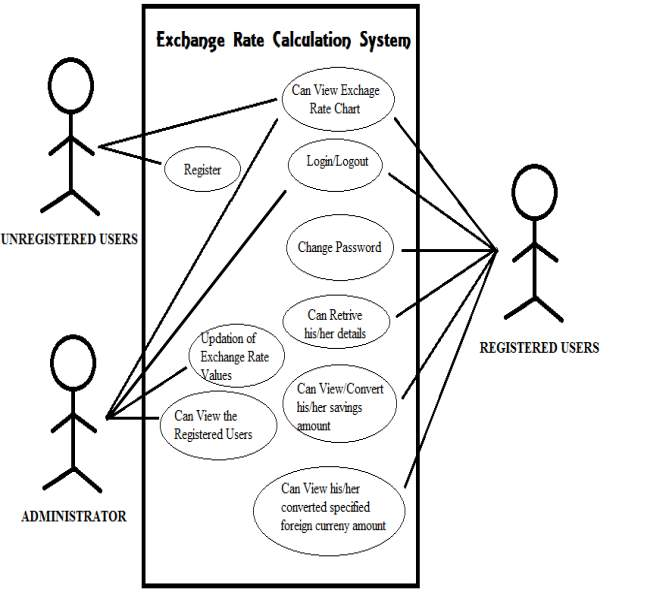 Exchange Rate Calculation System
Can View Exchage
Rate Chart
Login/Logout
Register
UNREGISTERED USERS
Change Password
Can Retrive
his/her details
REGISTERED USERS
Updation of
Exchange Rate
Values
Can View/Convert
his/her savings
amount
Can View the
Registered Users
Can View his/her
converted specified
foreign curreny amount
ADMINISTRATOR